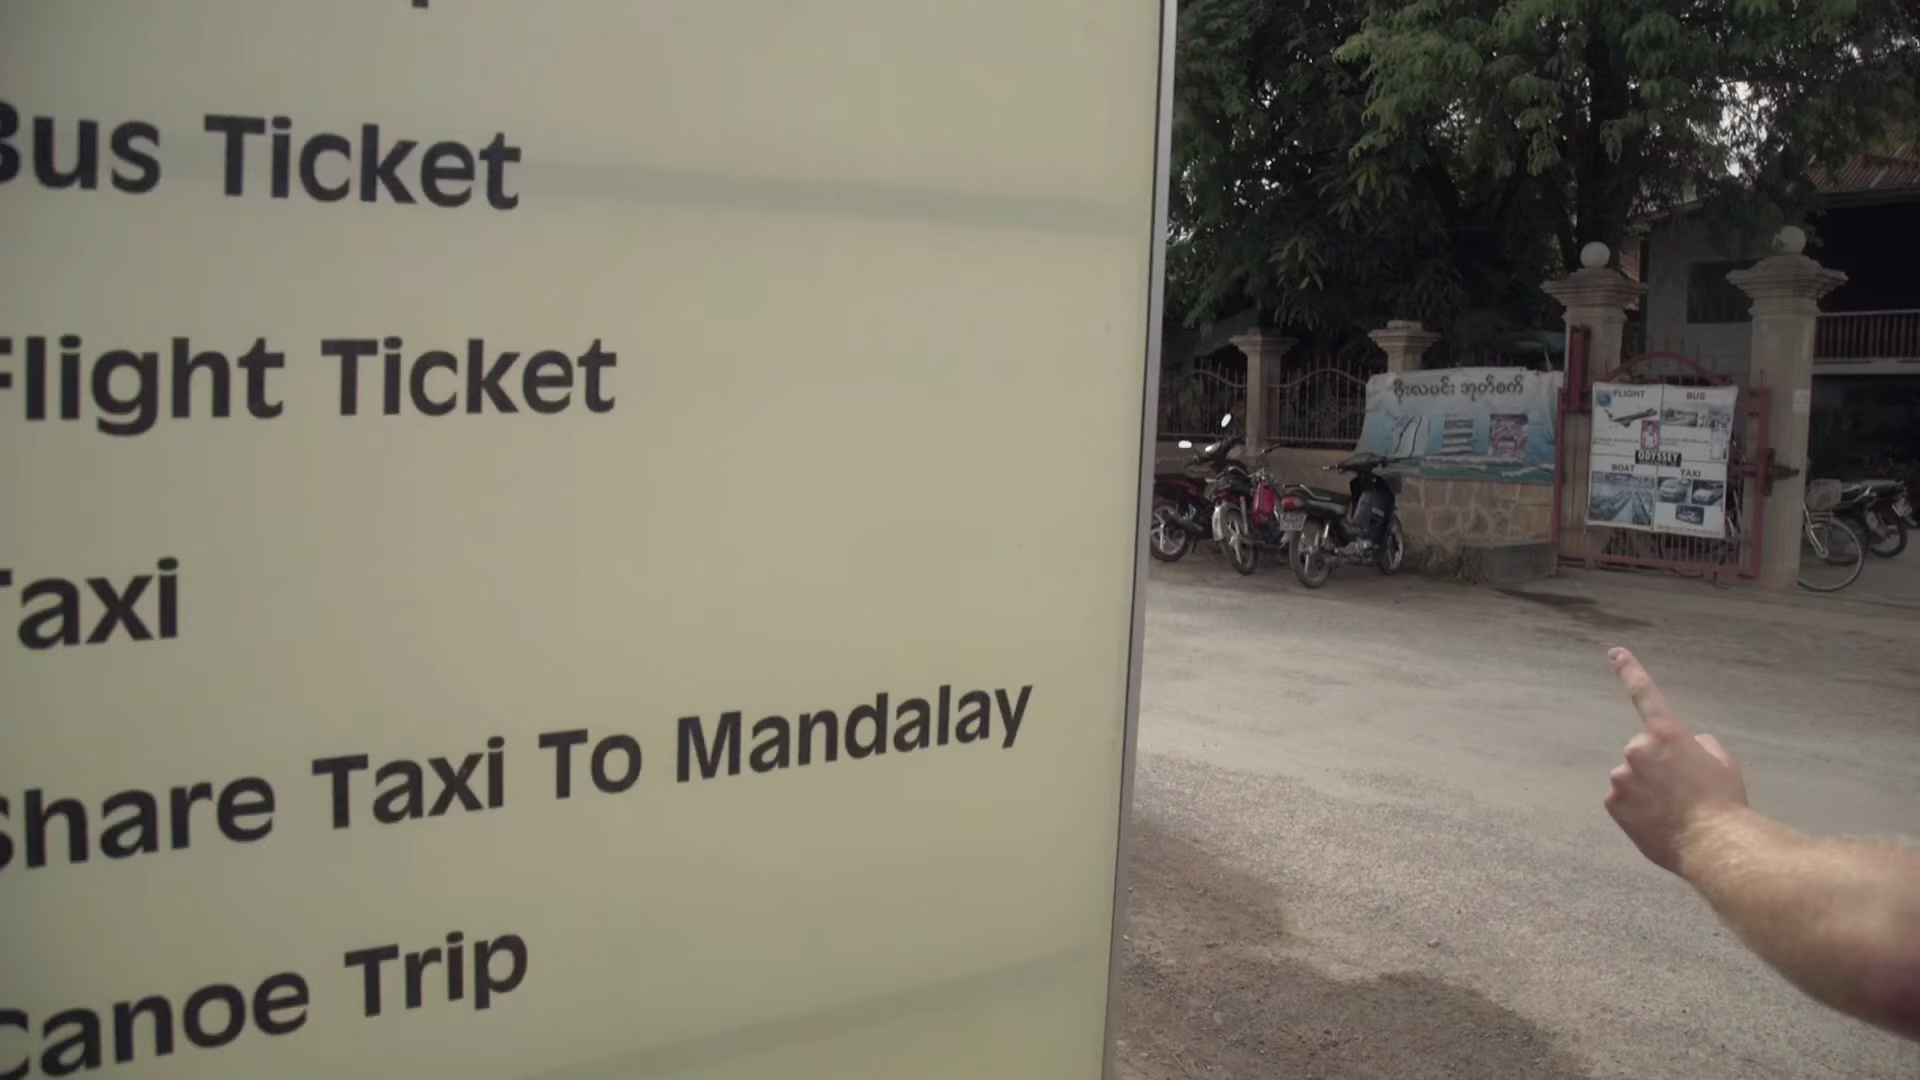 Bus Ticket
Flight Ticket
Taxi
Share Taxi To Mandalay
Canoe Trip
FLIGHT
BUS
ODYSSEY
BOAT
TAXI